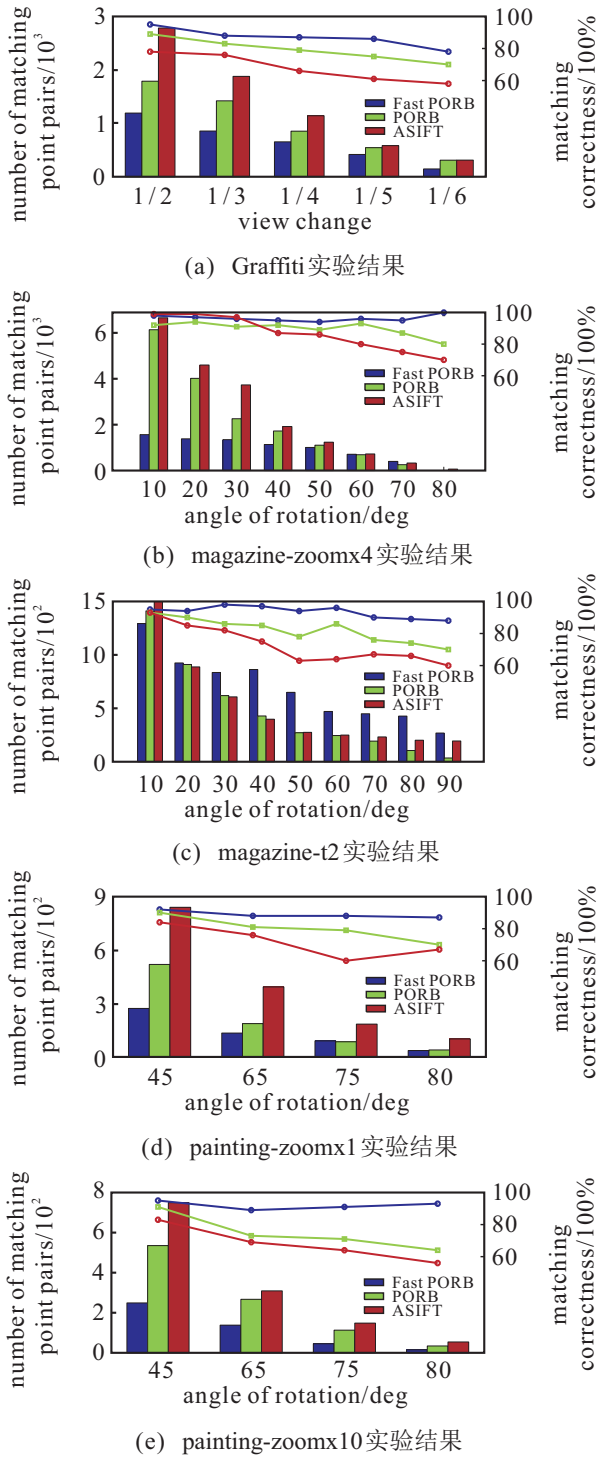 number of matching
point pairs/10³
3
2
1
0
100
80
60
matching
correctness/100%
Fast PORB
PORB
ASIFT
1/2 1/3 1/4 1/5 1/6
view change
(a) Graffiti实验结果
number of matching
point pairs/10³
6
4
2
0
100
80
60
matching
correctness/100%
Fast PORB
PORB
ASIFT
10 20 30 40 50 60 70 80
angle of rotation/deg
(b) magazine-zoomx4实验结果
number of matching
point pairs/10²
15
10
5
0
100
80
60
matching
correctness/100%
Fast PORB
PORB
ASIFT
10 20 30 40 50 60 70 80 90
angle of rotation/deg
(c) magazine-t2实验结果
number of matching
point pairs/10²
9
6
3
0
100
80
60
matching
correctness/100%
Fast PORB
PORB
ASIFT
45 65 75 80
angle of rotation/deg
(d) painting-zoomx1实验结果
number of matching
point pairs/10²
8
6
4
2
0
100
80
60
matching
correctness/100%
Fast PORB
PORB
ASIFT
45 65 75 80
angle of rotation/deg
(e) painting-zoomx10实验结果